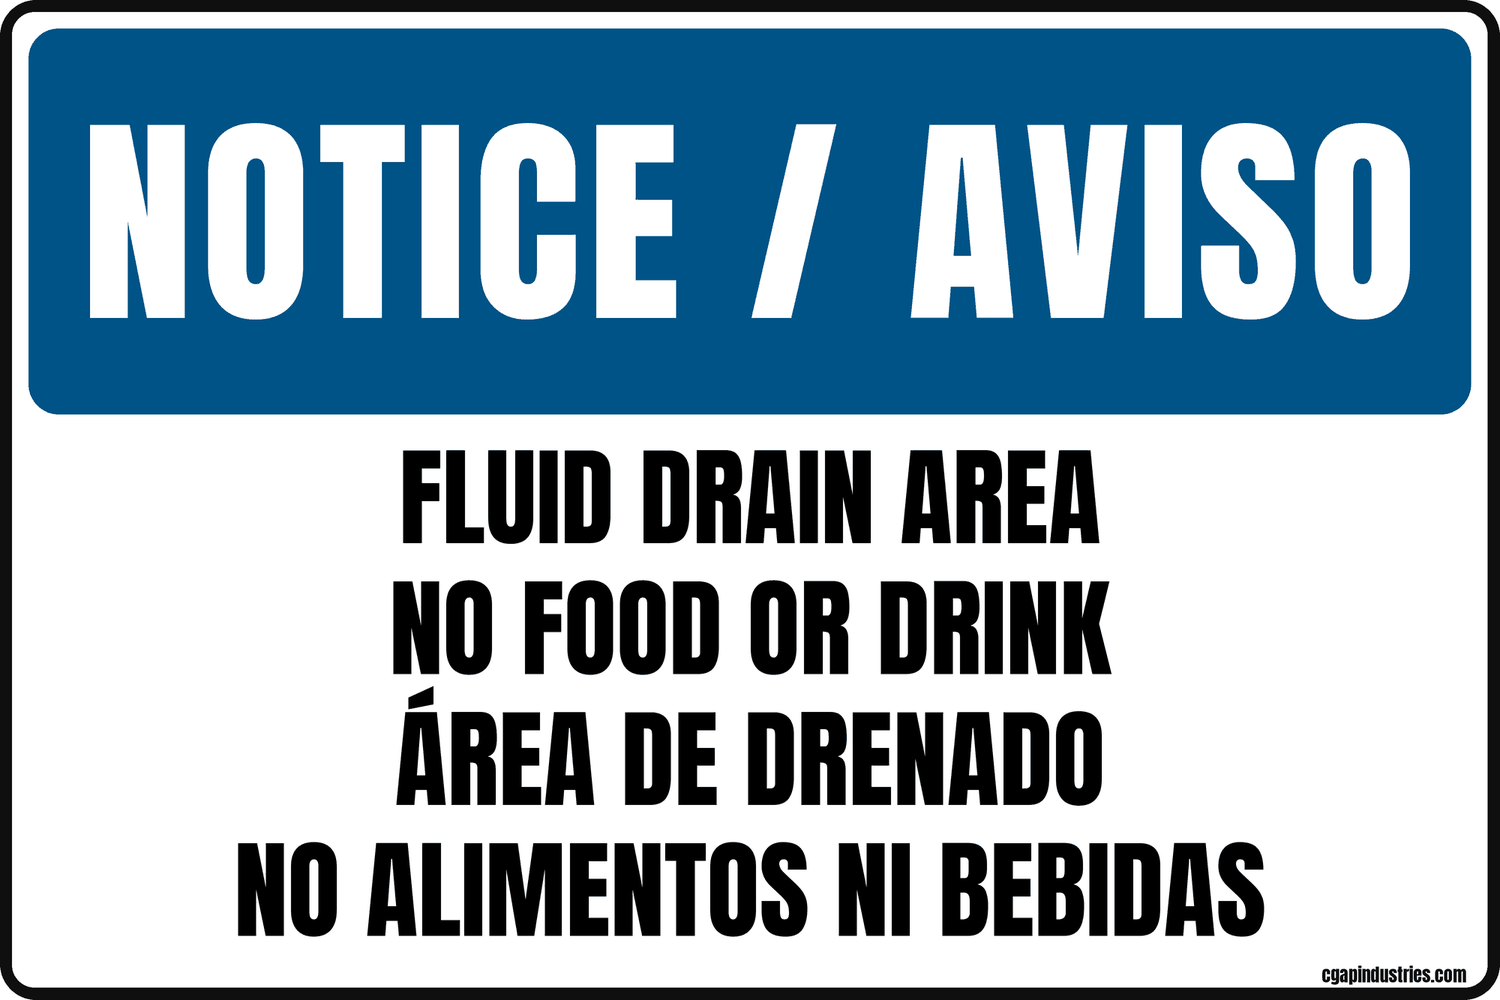 NOTICE / AVISO
FLUID DRAIN AREA
NO FOOD OR DRINK
ÁREA DE DRENADO
NO ALIMENTOS NI BEBIDAS
cgapindustries.com